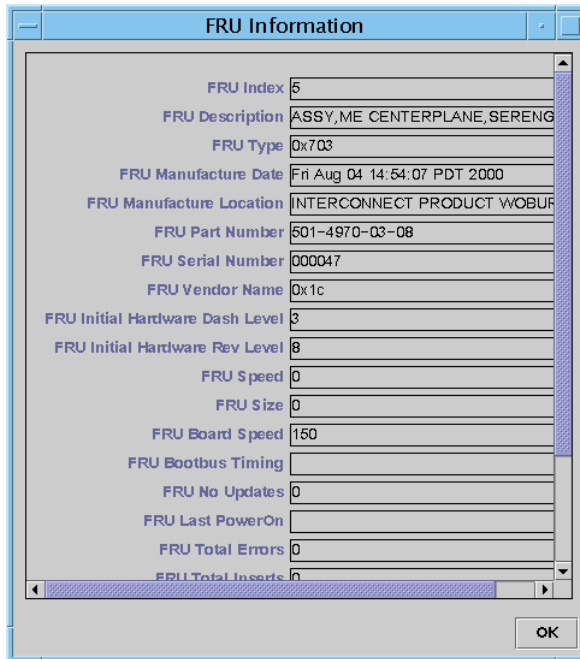 FRU Information
FRU Index 5
FRU Description ASSY,ME CENTERPLANE,SERENG
FRU Type 0x703
FRU Manufacture Date Fri Aug 04 14:54:07 PDT 2000
FRU Manufacture Location INTERCONNECT PRODUCT WOBUR
FRU Part Number 501-4970-03-08
FRU Serial Number 000047
FRU Vendor Name 0x1c
FRU Initial Hardware Dash Level 3
FRU Initial Hardware Rev Level 8
FRU Speed 0
FRU Size 0
FRU Board Speed 150
FRU Bootbus Timing
FRU No Updates 0
FRU Last PowerOn
FRU Total Errors 0
FRU Total Inserts 0
OK